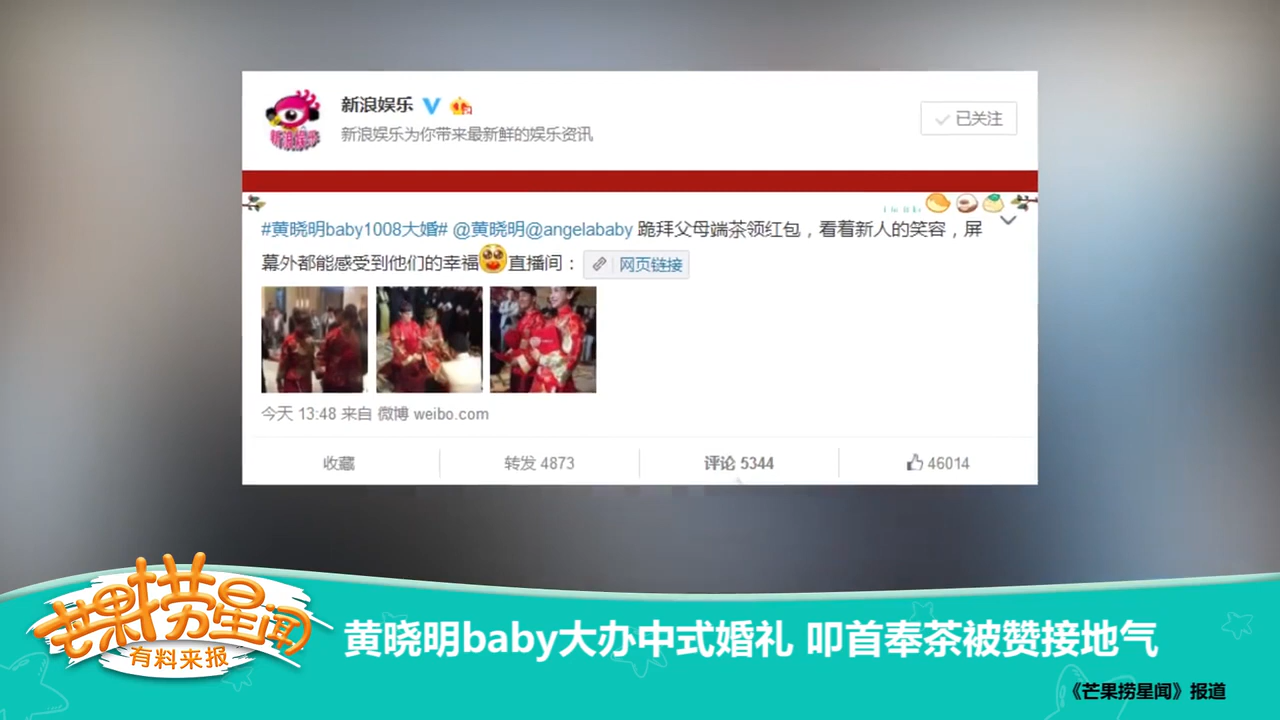 新浪娱乐
新浪娱乐
新浪娱乐为你带来最新鲜的娱乐资讯
已关注
#黄晓明baby1008大婚# @黄晓明@angelababy 跪拜父母端茶领红包，看着新人的笑容，屏
幕外都能感受到他们的幸福直播间： 网页链接
今天 13:48 来自 微博 weibo.com
收藏
转发 4873
评论 5344
46014
芒果捞星闻
有料来报
黄晓明baby大办中式婚礼 叩首奉茶被赞接地气
《芒果捞星闻》报道